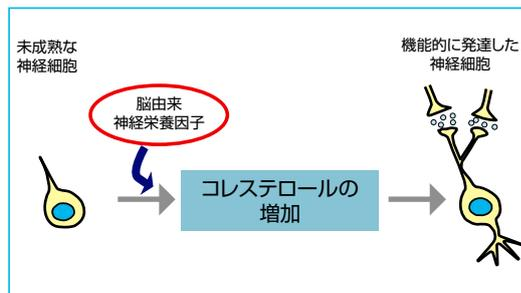 未成熟な
神経細胞
機能的に発達した
神経細胞
脳由来
神経栄養因子
コレステロールの
増加